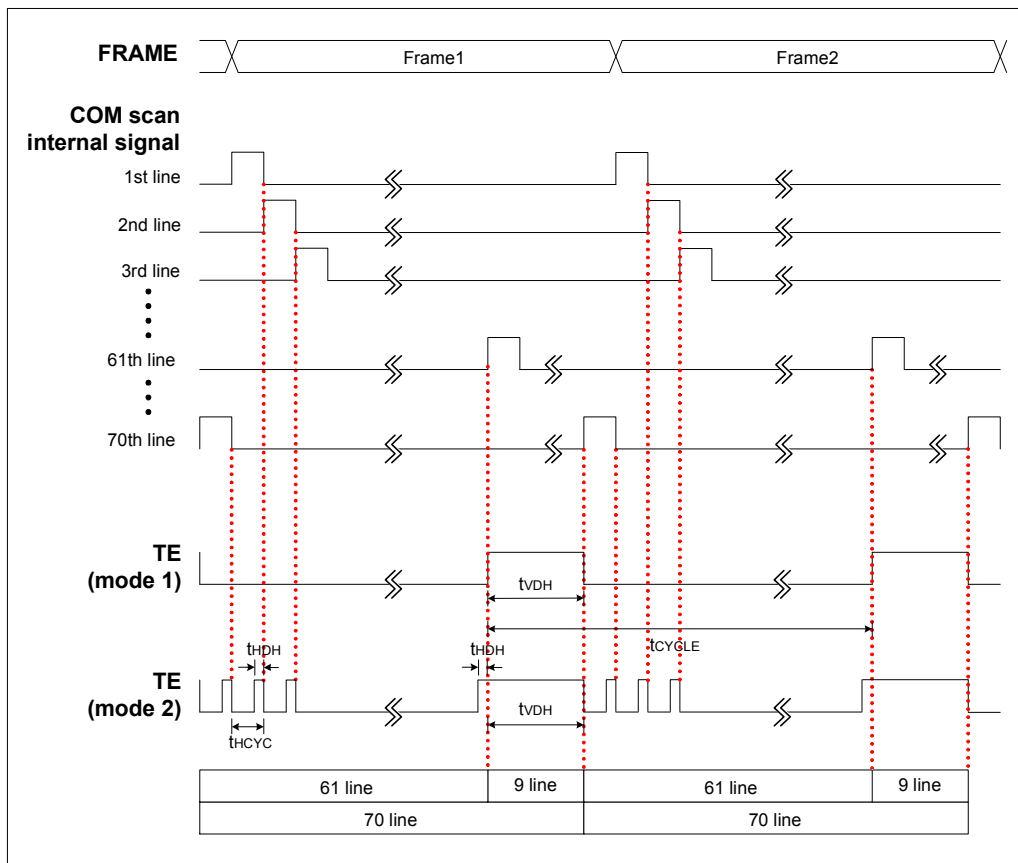 FRAME
Frame1
Frame2
COM scan
internal signal
1st line
2nd line
3rd line
61th line
70th line
TE
(mode 1)
tVDH
tCYCLE
tHDH
tHDH
TE
(mode 2)
tVDH
tHCYC
61 line
9 line
61 line
9 line
70 line
70 line